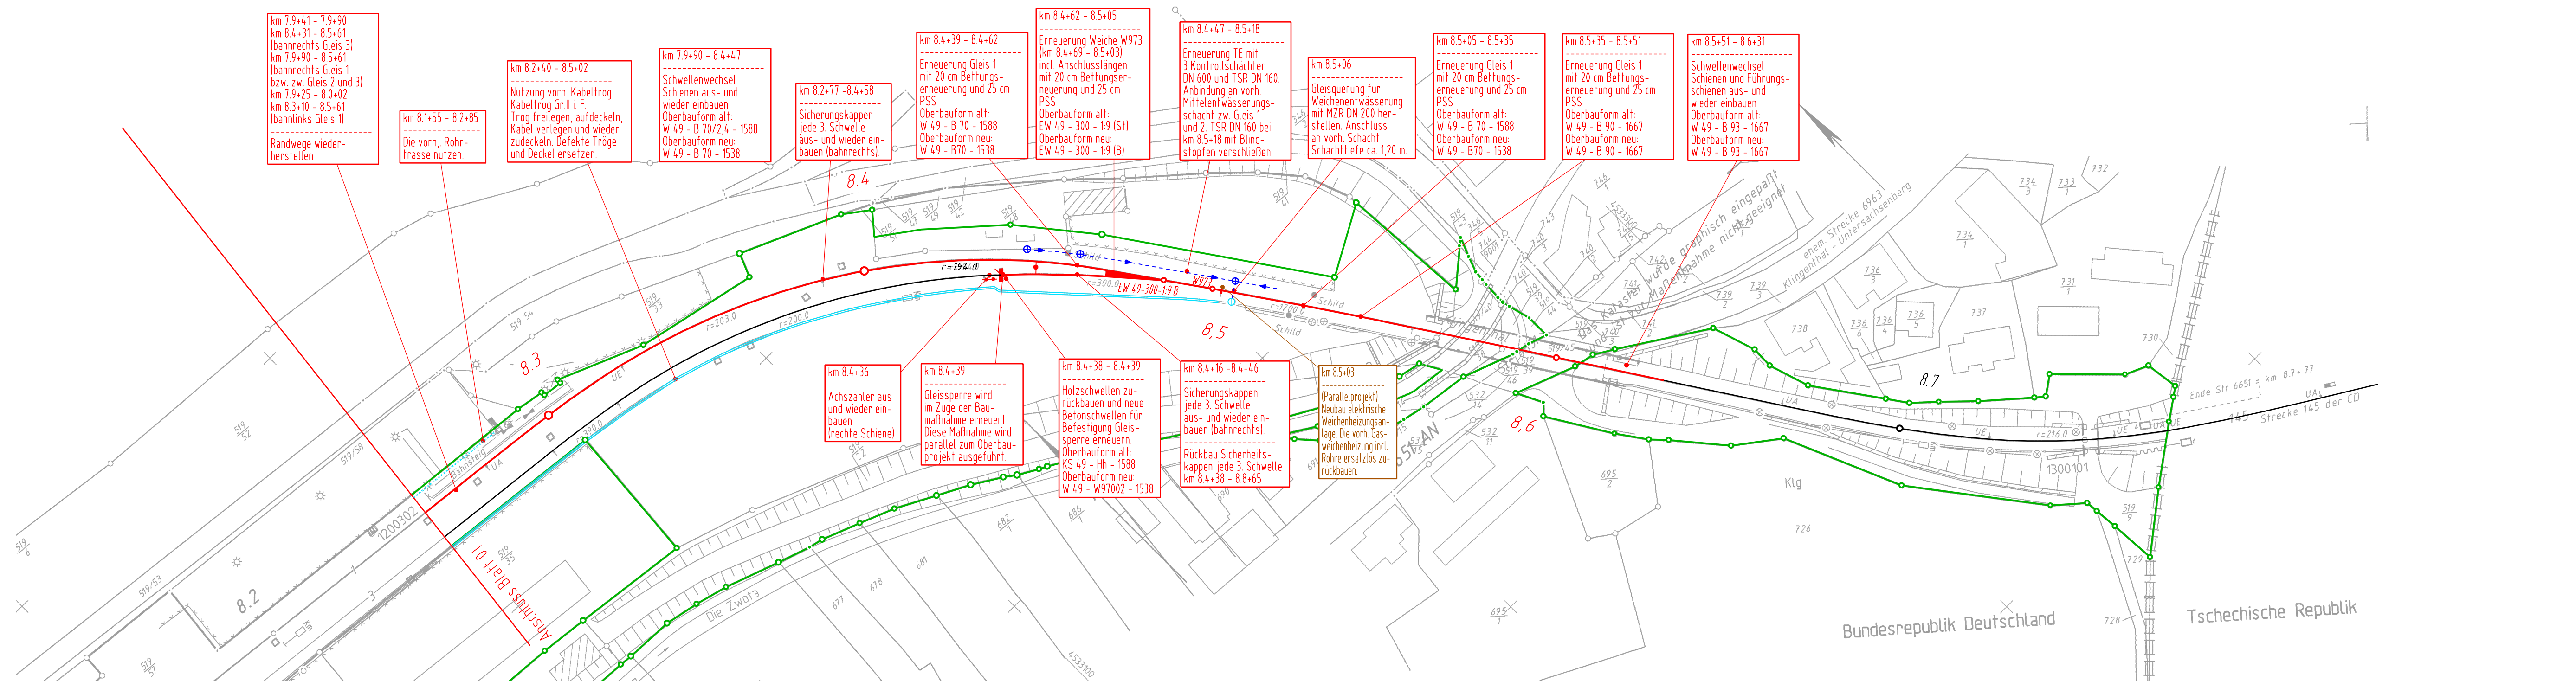 km 7.9+41 - 7.9+90
km 8.4+31 - 8.5+61
(bahnrechts Gleis 3)
km 7.9+90 - 8.5+61
(bahnrechts Gleis 1
bzw. zw. Gleis 2 und 3)
km 7.9+25 - 8.0+02
km 8.3+10 - 8.5+61
(bahnlinks Gleis 1)
Randwege wieder-
herstellen
km 8.1+55 - 8.2+85
Die vorh. Rohr-
trasse nutzen.
km 8.2+40 - 8.5+02
Nutzung vorh. Kabeltrog.
Kabeltrog Gr.II i. F.
Trog freilegen, aufdeckeln,
Kabel verlegen und wieder
zudeckeln. Defekte Tröge
und Deckel ersetzen.
km 7.9+90 - 8.4+47
Schwellenwechsel
Schienen aus- und
wieder einbauen
Oberbauform alt:
W 49 - B 70/2,4 - 1588
Oberbauform neu:
W 49 - B 70 - 1538
km 8.2+77 -8.4+58
Sicherungskappen
jede 3. Schwelle
aus- und wieder ein-
bauen (bahnrechts).
km 8.4+39 - 8.4+62
Erneuerung Gleis 1
mit 20 cm Bettungs-
erneuerung und 25 cm
PSS
Oberbauform alt:
W 49 - B 70 - 1588
Oberbauform neu:
W 49 - B70 - 1538
km 8.4+62 - 8.5+05
Erneuerung Weiche W973
(km 8.4+69 - 8.5+03)
incl. Anschlusslängen
mit 20 cm Bettungser-
neuerung und 25 cm
PSS
Oberbauform alt:
EW 49 - 300 - 1:9 (St)
Oberbauform neu:
EW 49 - 300 - 1:9 (B)
km 8.4+47 - 8.5+18
Erneuerung TE mit
3 Kontrollschächten
DN 600 und TSR DN 160.
Anbindung an vorh.
Mittelentwässerungs-
schacht zw. Gleis 1
und 2. TSR DN 160 bei
km 8.5+18 mit Blind-
stopfen verschließen
km 8.5+06
Gleisquerung für
Weichenentwässerung
mit MZR DN 200 her-
stellen. Anschluss
an vorh. Schacht
Schachttiefe ca. 1,20 m.
km 8.5+05 - 8.5+35
Erneuerung Gleis 1
mit 20 cm Bettungs-
erneuerung und 25 cm
PSS
Oberbauform alt:
W 49 - B 70 - 1588
Oberbauform neu:
W 49 - B70 - 1538
km 8.5+35 - 8.5+51
Erneuerung Gleis 1
mit 20 cm Bettungs-
erneuerung und 25 cm
PSS
Oberbauform alt:
W 49 - B 90 - 1667
Oberbauform neu:
W 49 - B 90 - 1667
km 8.5+51 - 8.6+31
Schwellenwechsel
Schienen und Führungs-
schienen aus- und
wieder einbauen
Oberbauform alt:
W 49 - B 93 - 1667
Oberbauform neu:
W 49 - B 93 - 1667
km 8.4+36
Achszähler aus
und wieder ein-
bauen
(rechte Schiene)
km 8.4+39
Gleissperre wird
im Zuge der Bau-
maßnahme erneuert.
Diese Maßnahme wird
parallel zum Oberbau-
projekt ausgeführt.
km 8.4+38 - 8.4+39
Holzschwellen zu-
rückbauen und neue
Betonschwellen für
Befestigung Gleis-
sperre erneuern.
Oberbauform alt:
KS 49 - Hh - 1588
Oberbauform neu:
W 49 - W97002 - 1538
km 8.4+16 -8.4+46
Sicherungskappen
jede 3. Schwelle
aus- und wieder ein-
bauen (bahnrechts).
Rückbau Sicherheits-
kappen jede 3. Schwelle
km 8.4+38 - 8.8+65
km 8.5+03
(Parallelprojekt)
Neubau elektrische
Weichenheizungsan-
lage. Die vorh. Gas-
weichenheizung incl.
Rohre ersatzlos zu-
rückbauen.
8.2
8.3
8.4
8,5
8,6
8.7
r=194.0
r=203.0
r=200.0
r=300.0
r=1700.0
r=216.0
EW 49-300-1:9 B
W973
Schild
Schild
Bahnsteig
UA
UE
Anschluss Blatt 01
1200302
519/53
519/58
519/54
Die Zwota
677
678
681
4533100
das Kataster wurde graphisch eingepaßt
und ist für Maßentnahme nicht geeignet
ehem. Strecke 6963
Klingenthal - Untersachsenberg
738
737
732
730
729
728
726
Klg
1300101
Ende Str 6651 = km 8.7+77
145 Strecke 145 der CD
Bundesrepublik Deutschland
Tschechische Republik